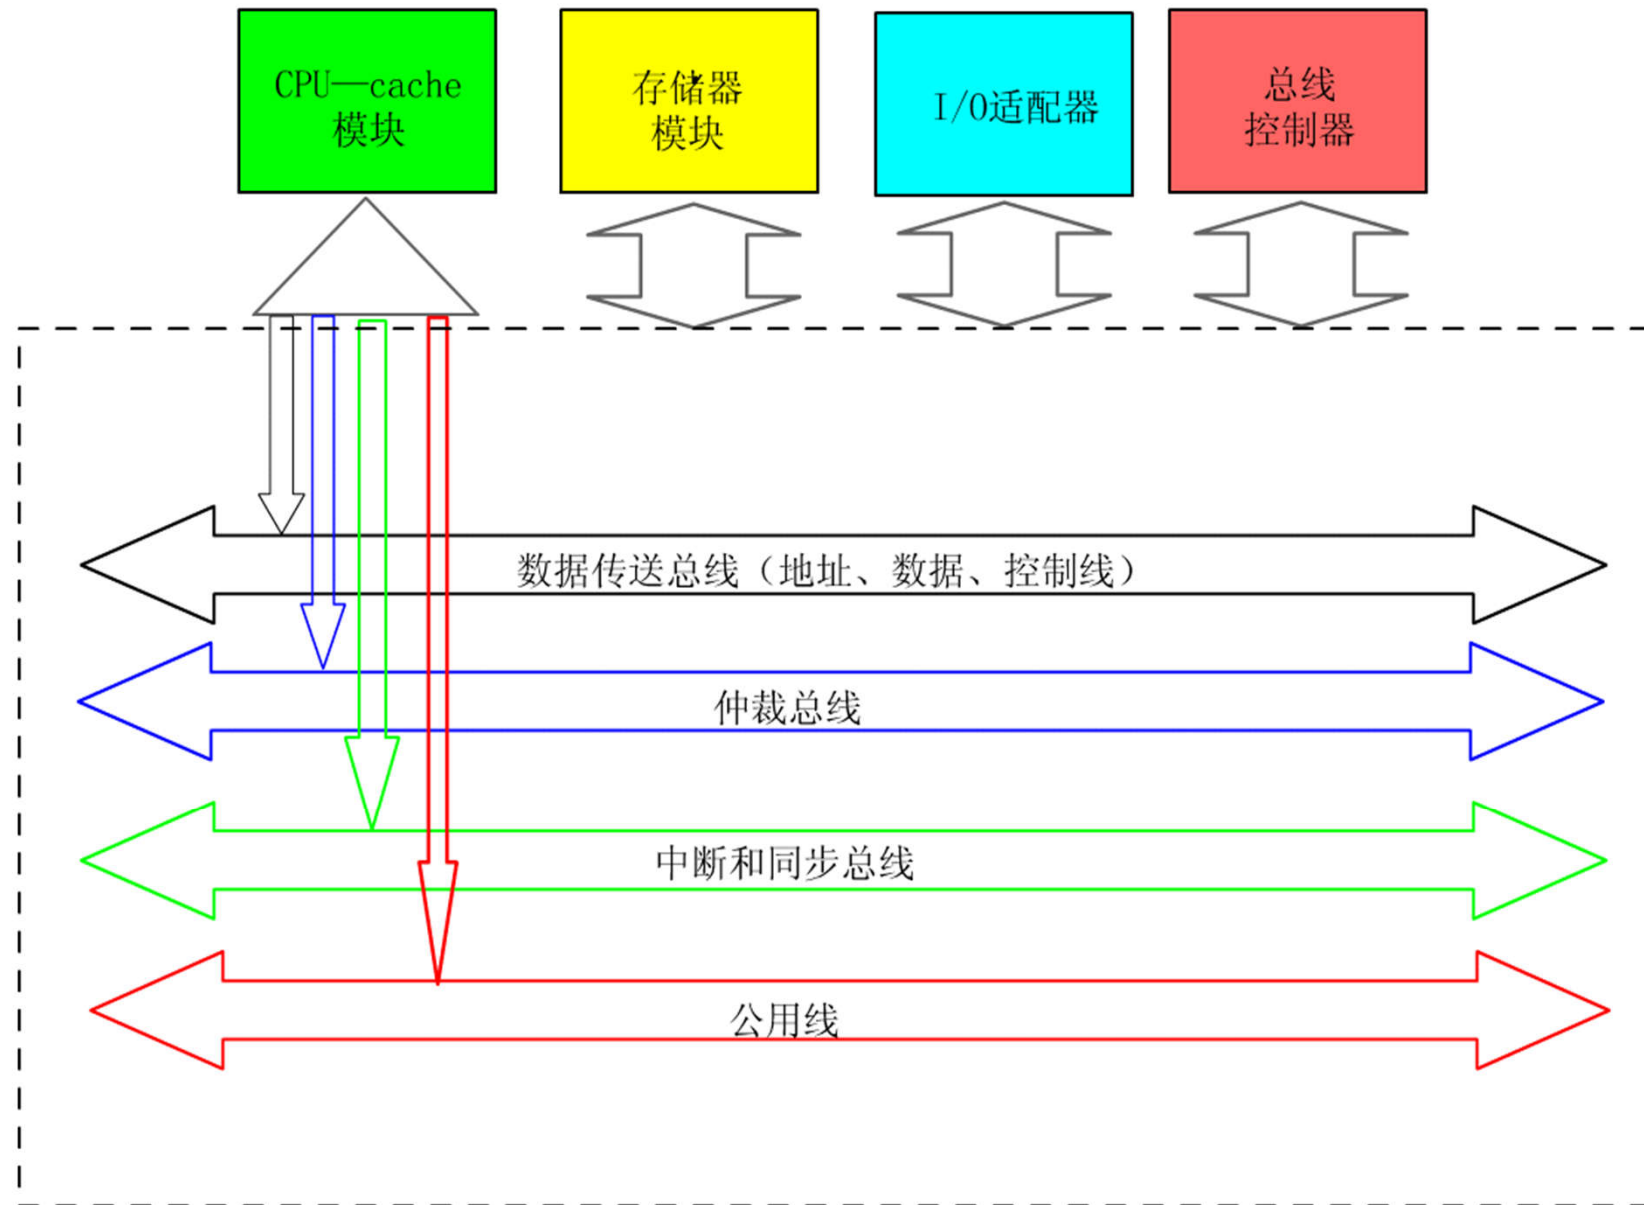 CPU—cache
模块
存储器
模块
I/O适配器
总线
控制器
数据传送总线（地址、数据、控制线）
仲裁总线
中断和同步总线
公用线